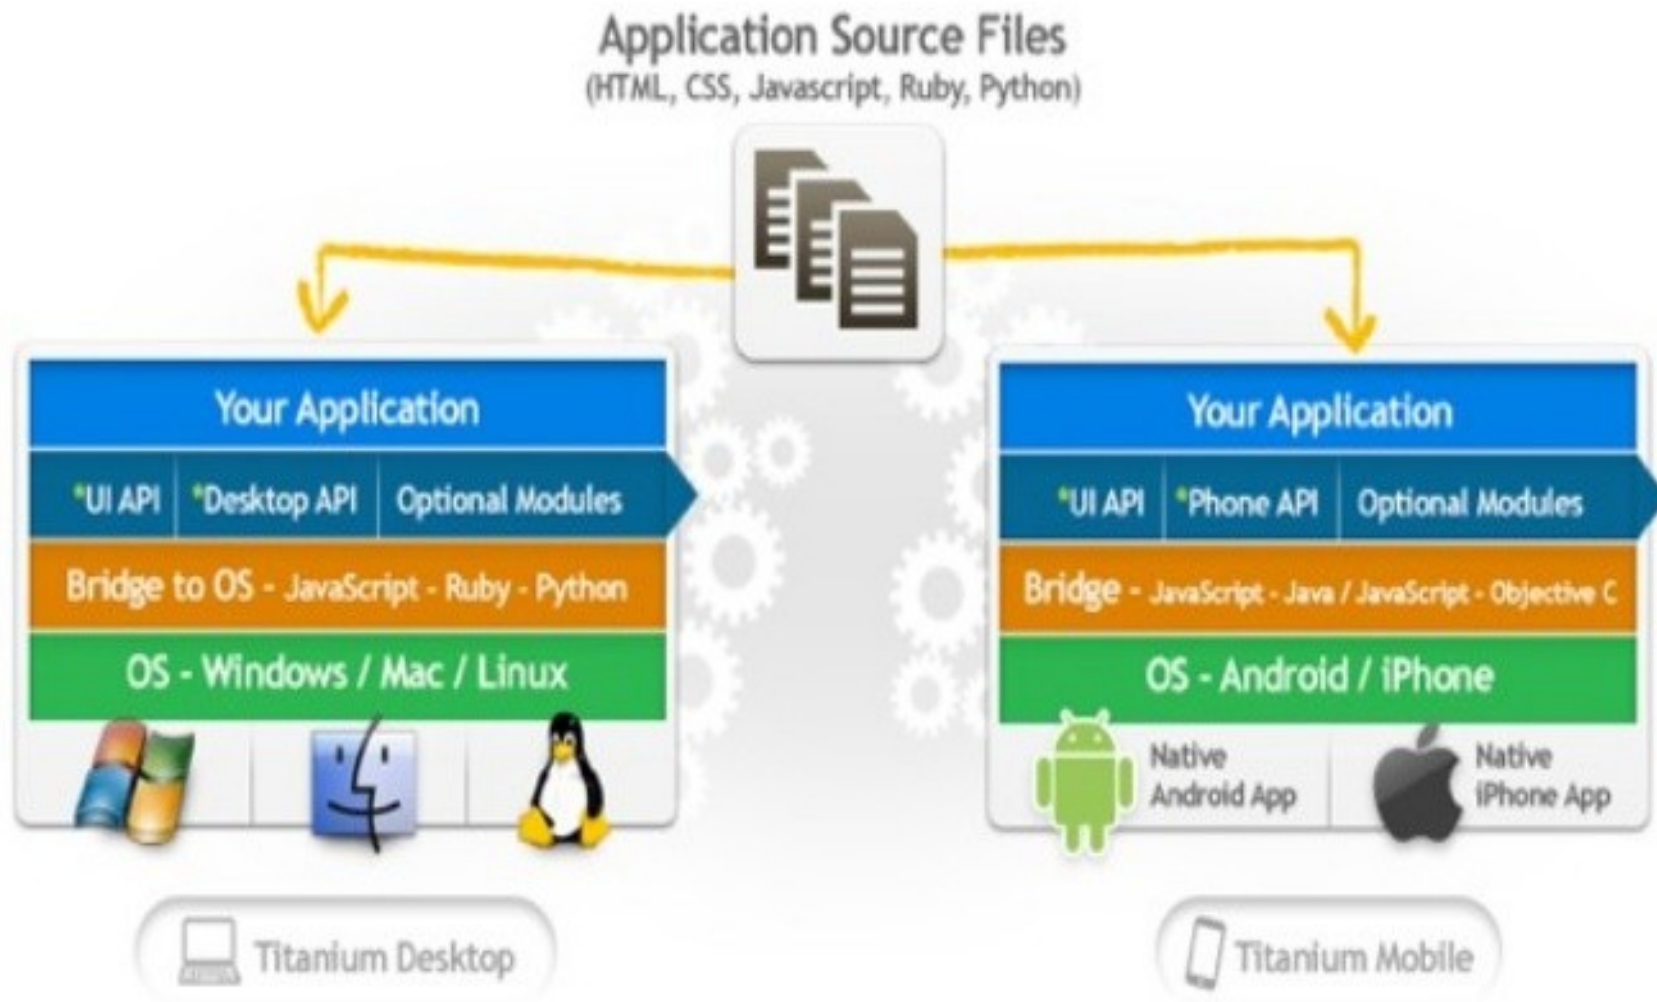 Application Source Files
(HTML, CSS, Javascript, Ruby, Python)
Your Application
*UI API
*Desktop API
Optional Modules
Bridge to OS - JavaScript - Ruby - Python
OS - Windows / Mac / Linux
Titanium Desktop
Your Application
*UI API
*Phone API
Optional Modules
Bridge - JavaScript - Java / JavaScript - Objective C
OS - Android / iPhone
Native
Android App
Native
iPhone App
Titanium Mobile